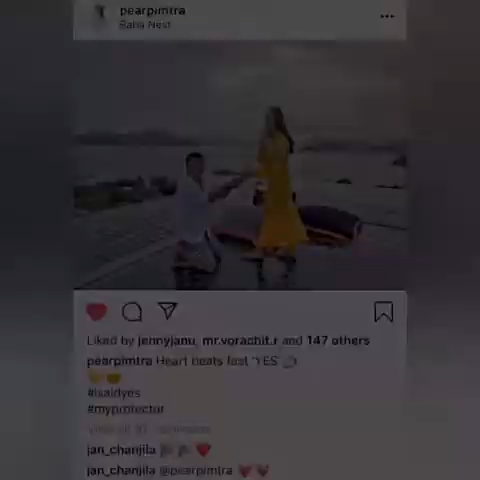 pearpimtra
Baba Nest
Liked by jennyjanu, mr.vorachit.r and 147 others
pearpimtra Heart beats fast "YES"
#isaidyes
#myprotector
jan_chanjila
jan_chanjila @pearpimtra